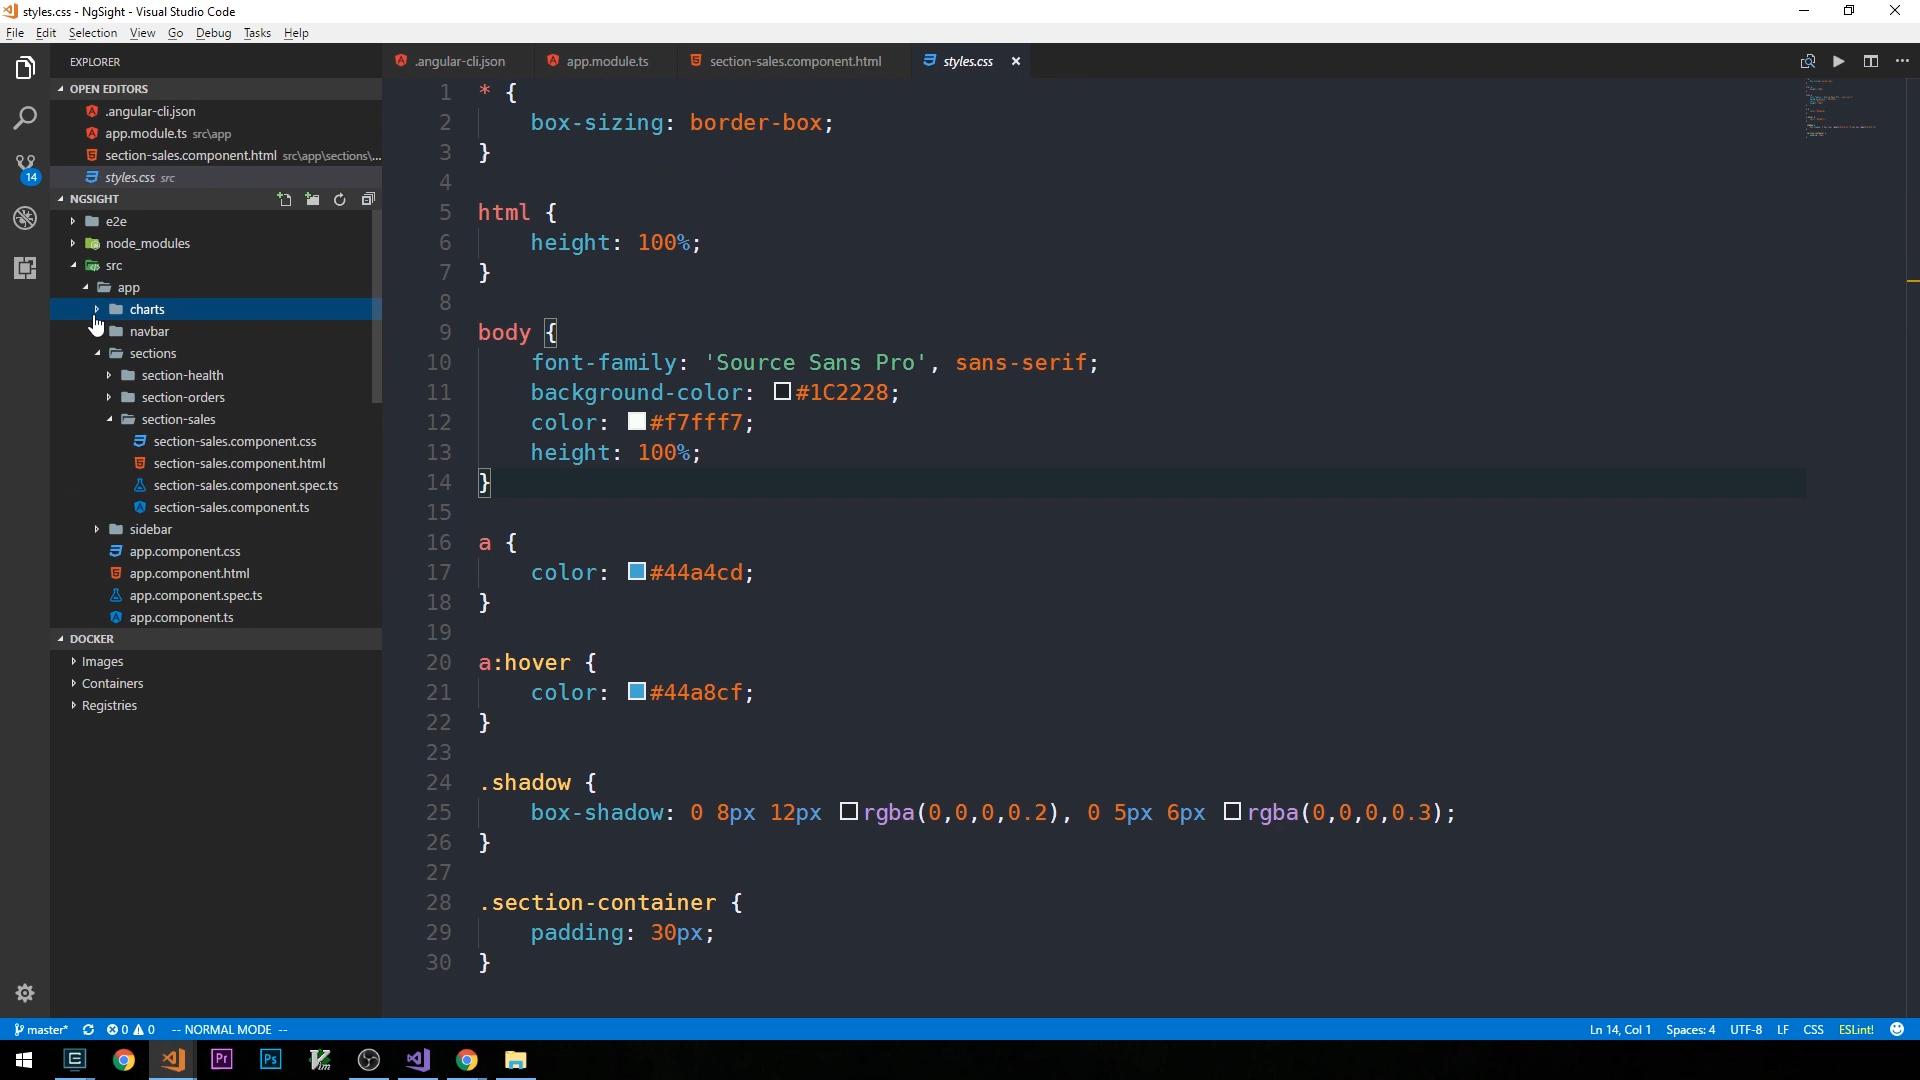 styles.css - NgSight - Visual Studio Code
File Edit Selection View Go Debug Tasks Help
EXPLORER
OPEN EDITORS
.angular-cli.json
app.module.ts src\app
section-sales.component.html src\app\sections\...
styles.css src
NGSIGHT
e2e
node_modules
src
app
charts
navbar
sections
section-health
section-orders
section-sales
section-sales.component.css
section-sales.component.html
section-sales.component.spec.ts
section-sales.component.ts
sidebar
app.component.css
app.component.html
app.component.spec.ts
app.component.ts
DOCKER
Images
Containers
Registries
14
.angular-cli.json app.module.ts section-sales.component.html styles.css
1 * {
2 box-sizing: border-box;
3 }
4
5 html {
6 height: 100%;
7 }
8
9 body {
10 font-family: 'Source Sans Pro', sans-serif;
11 background-color: #1C2228;
12 color: #f7fff7;
13 height: 100%;
14 }
15
16 a {
17 color: #44a4cd;
18 }
19
20 a:hover {
21 color: #44a8cf;
22 }
23
24 .shadow {
25 box-shadow: 0 8px 12px rgba(0,0,0,0.2), 0 5px 6px rgba(0,0,0,0.3);
26 }
27
28 .section-container {
29 padding: 30px;
30 }
master* 0 0 -- NORMAL MODE -- Ln 14, Col 1 Spaces: 4 UTF-8 LF CSS ESLint!
Pr Ps Vim